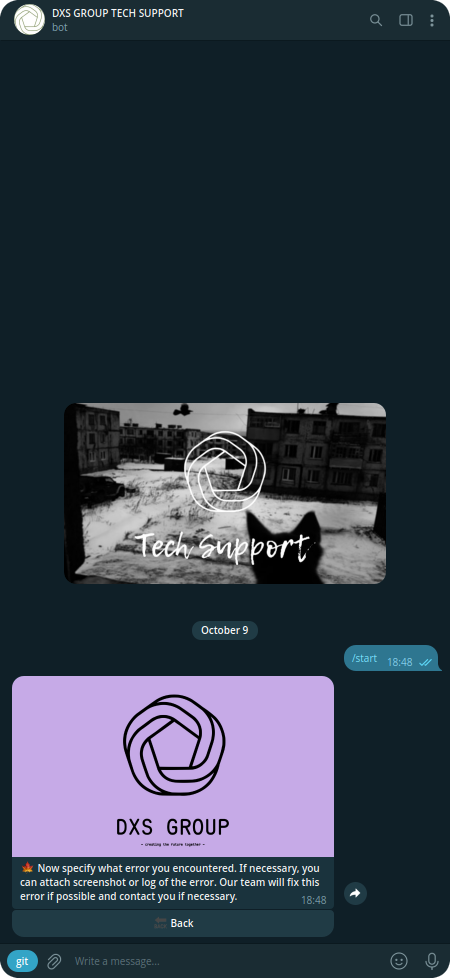 DXS GROUP TECH SUPPORT
bot
Tech Support
October 9
/start 18:48
DXS GROUP
- creating the future together -
🍁 Now specify what error you encountered. If necessary, you
can attach screenshot or log of the error. Our team will fix this
error if possible and contact you if necessary.
18:48
Back
git
Write a message...